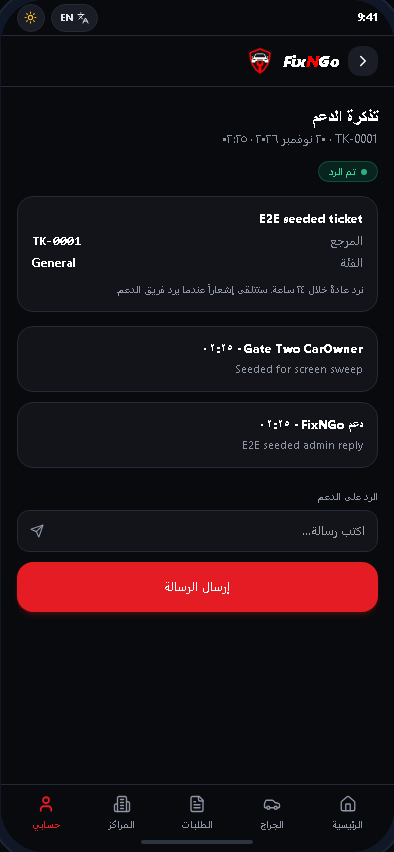 9:41
EN
FixNGo
تذكرة الدعم
TK-0001 · ٢٠ نوفمبر ٢٠٢٦ · ٠٢:٢٥
تم الرد
E2E seeded ticket
المرجع TK-0001
الفئة General
نرد عادةً خلال ٢٤ ساعة. ستتلقى إشعاراً عندما يرد فريق الدعم.
Gate Two CarOwner · ٠٢:٢٥
Seeded for screen sweep
دعم FixNGo · ٠٢:٢٥
E2E seeded admin reply
الرد على الدعم
اكتب رسالة...
إرسال الرسالة
الرئيسية
الجراج
الطلبات
المراكز
حسابي